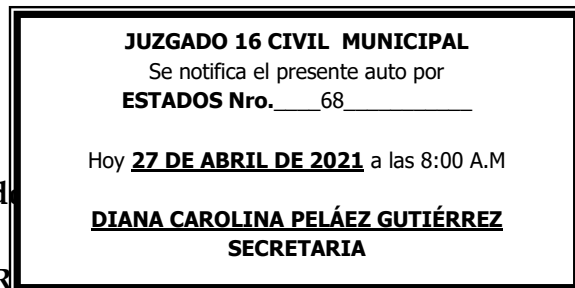 JUZGADO 16 CIVIL MUNICIPAL
Se notifica el presente auto por
ESTADOS Nro.____68___________
Hoy 27 DE ABRIL DE 2021 a las 8:00 A.M
DIANA CAROLINA PELÁEZ GUTIÉRREZ
SECRETARIA